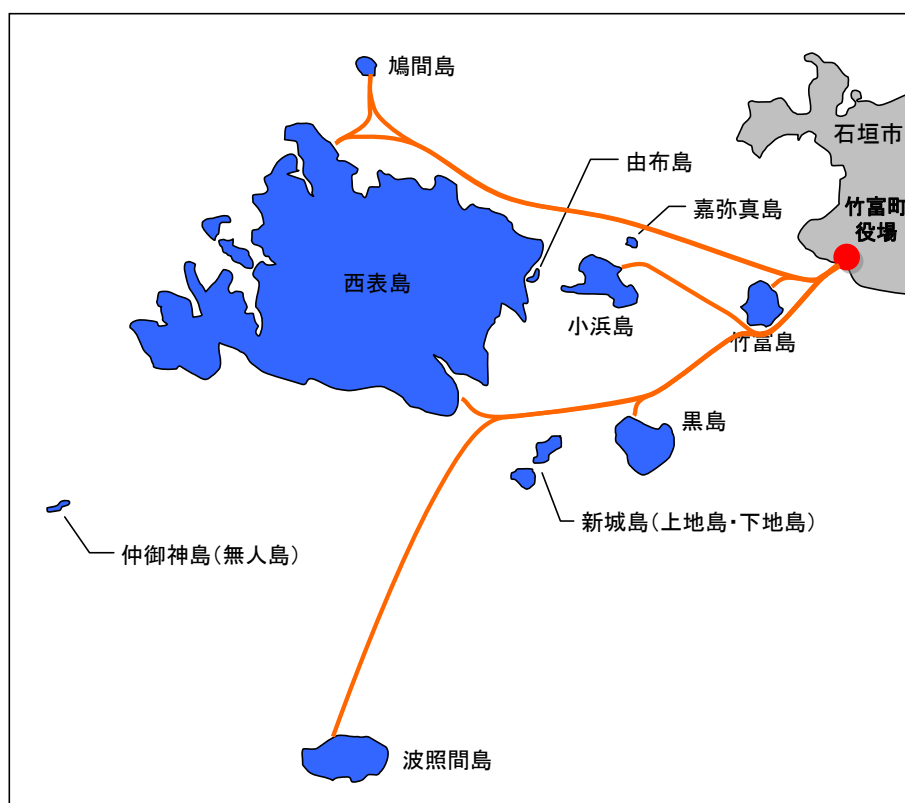 鳩間島
石垣市
由布島
嘉弥真島
竹富町
役場
西表島
小浜島
竹富島
黒島
新城島(上地島・下地島)
仲御神島(無人島)
波照間島